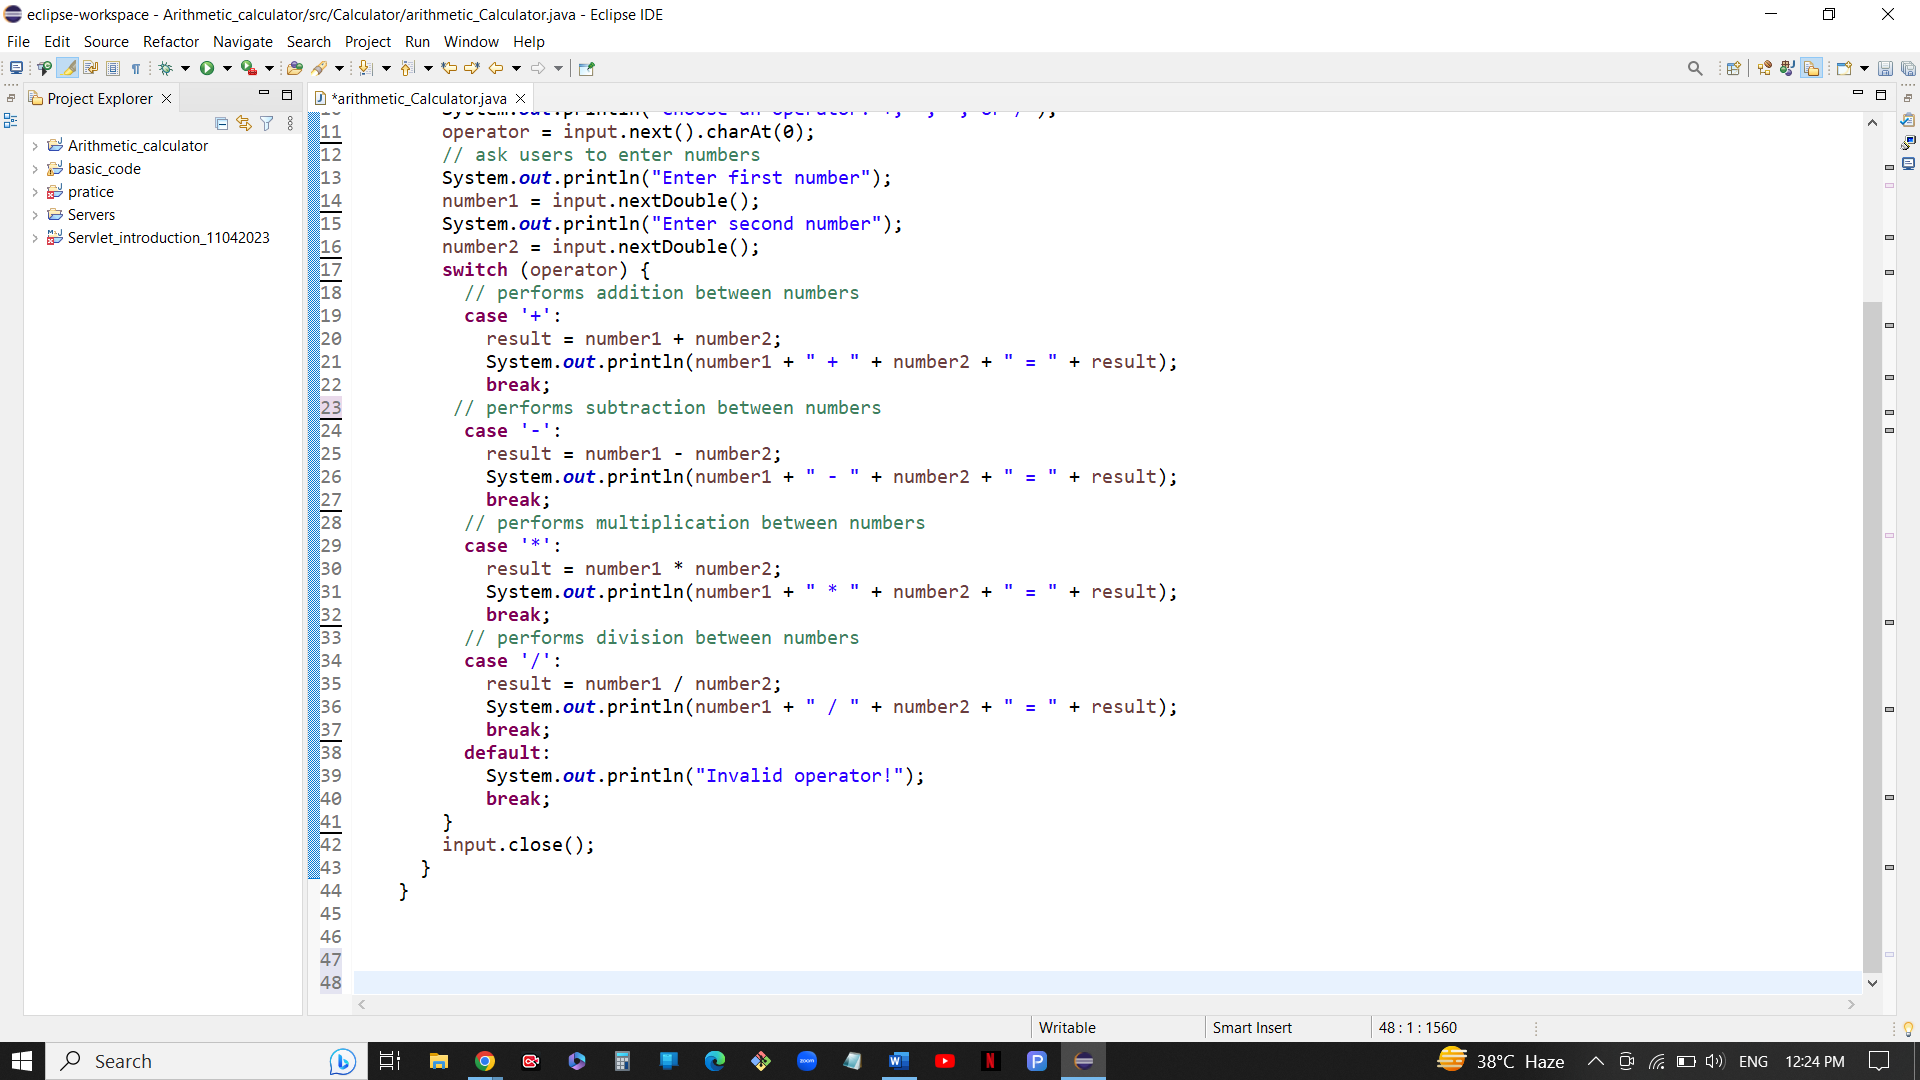 eclipse-workspace - Arithmetic_calculator/src/Calculator/arithmetic_Calculator.java - Eclipse IDE
File Edit Source Refactor Navigate Search Project Run Window Help
Project Explorer
*arithmetic_Calculator.java
Arithmetic_calculator
basic_code
pratice
Servers
Servlet_introduction_11042023
11 operator = input.next().charAt(0);
12 // ask users to enter numbers
13 System.out.println("Enter first number");
14 number1 = input.nextDouble();
15 System.out.println("Enter second number");
16 number2 = input.nextDouble();
17 switch (operator) {
18 // performs addition between numbers
19 case '+':
20 result = number1 + number2;
21 System.out.println(number1 + " + " + number2 + " = " + result);
22 break;
23 // performs subtraction between numbers
24 case '-':
25 result = number1 - number2;
26 System.out.println(number1 + " - " + number2 + " = " + result);
27 break;
28 // performs multiplication between numbers
29 case '*':
30 result = number1 * number2;
31 System.out.println(number1 + " * " + number2 + " = " + result);
32 break;
33 // performs division between numbers
34 case '/':
35 result = number1 / number2;
36 System.out.println(number1 + " / " + number2 + " = " + result);
37 break;
38 default:
39 System.out.println("Invalid operator!");
40 break;
41 }
42 input.close();
43 }
44 }
45
46
47
48
Writable Smart Insert 48 : 1 : 1560
Search 38°C Haze ENG 12:24 PM